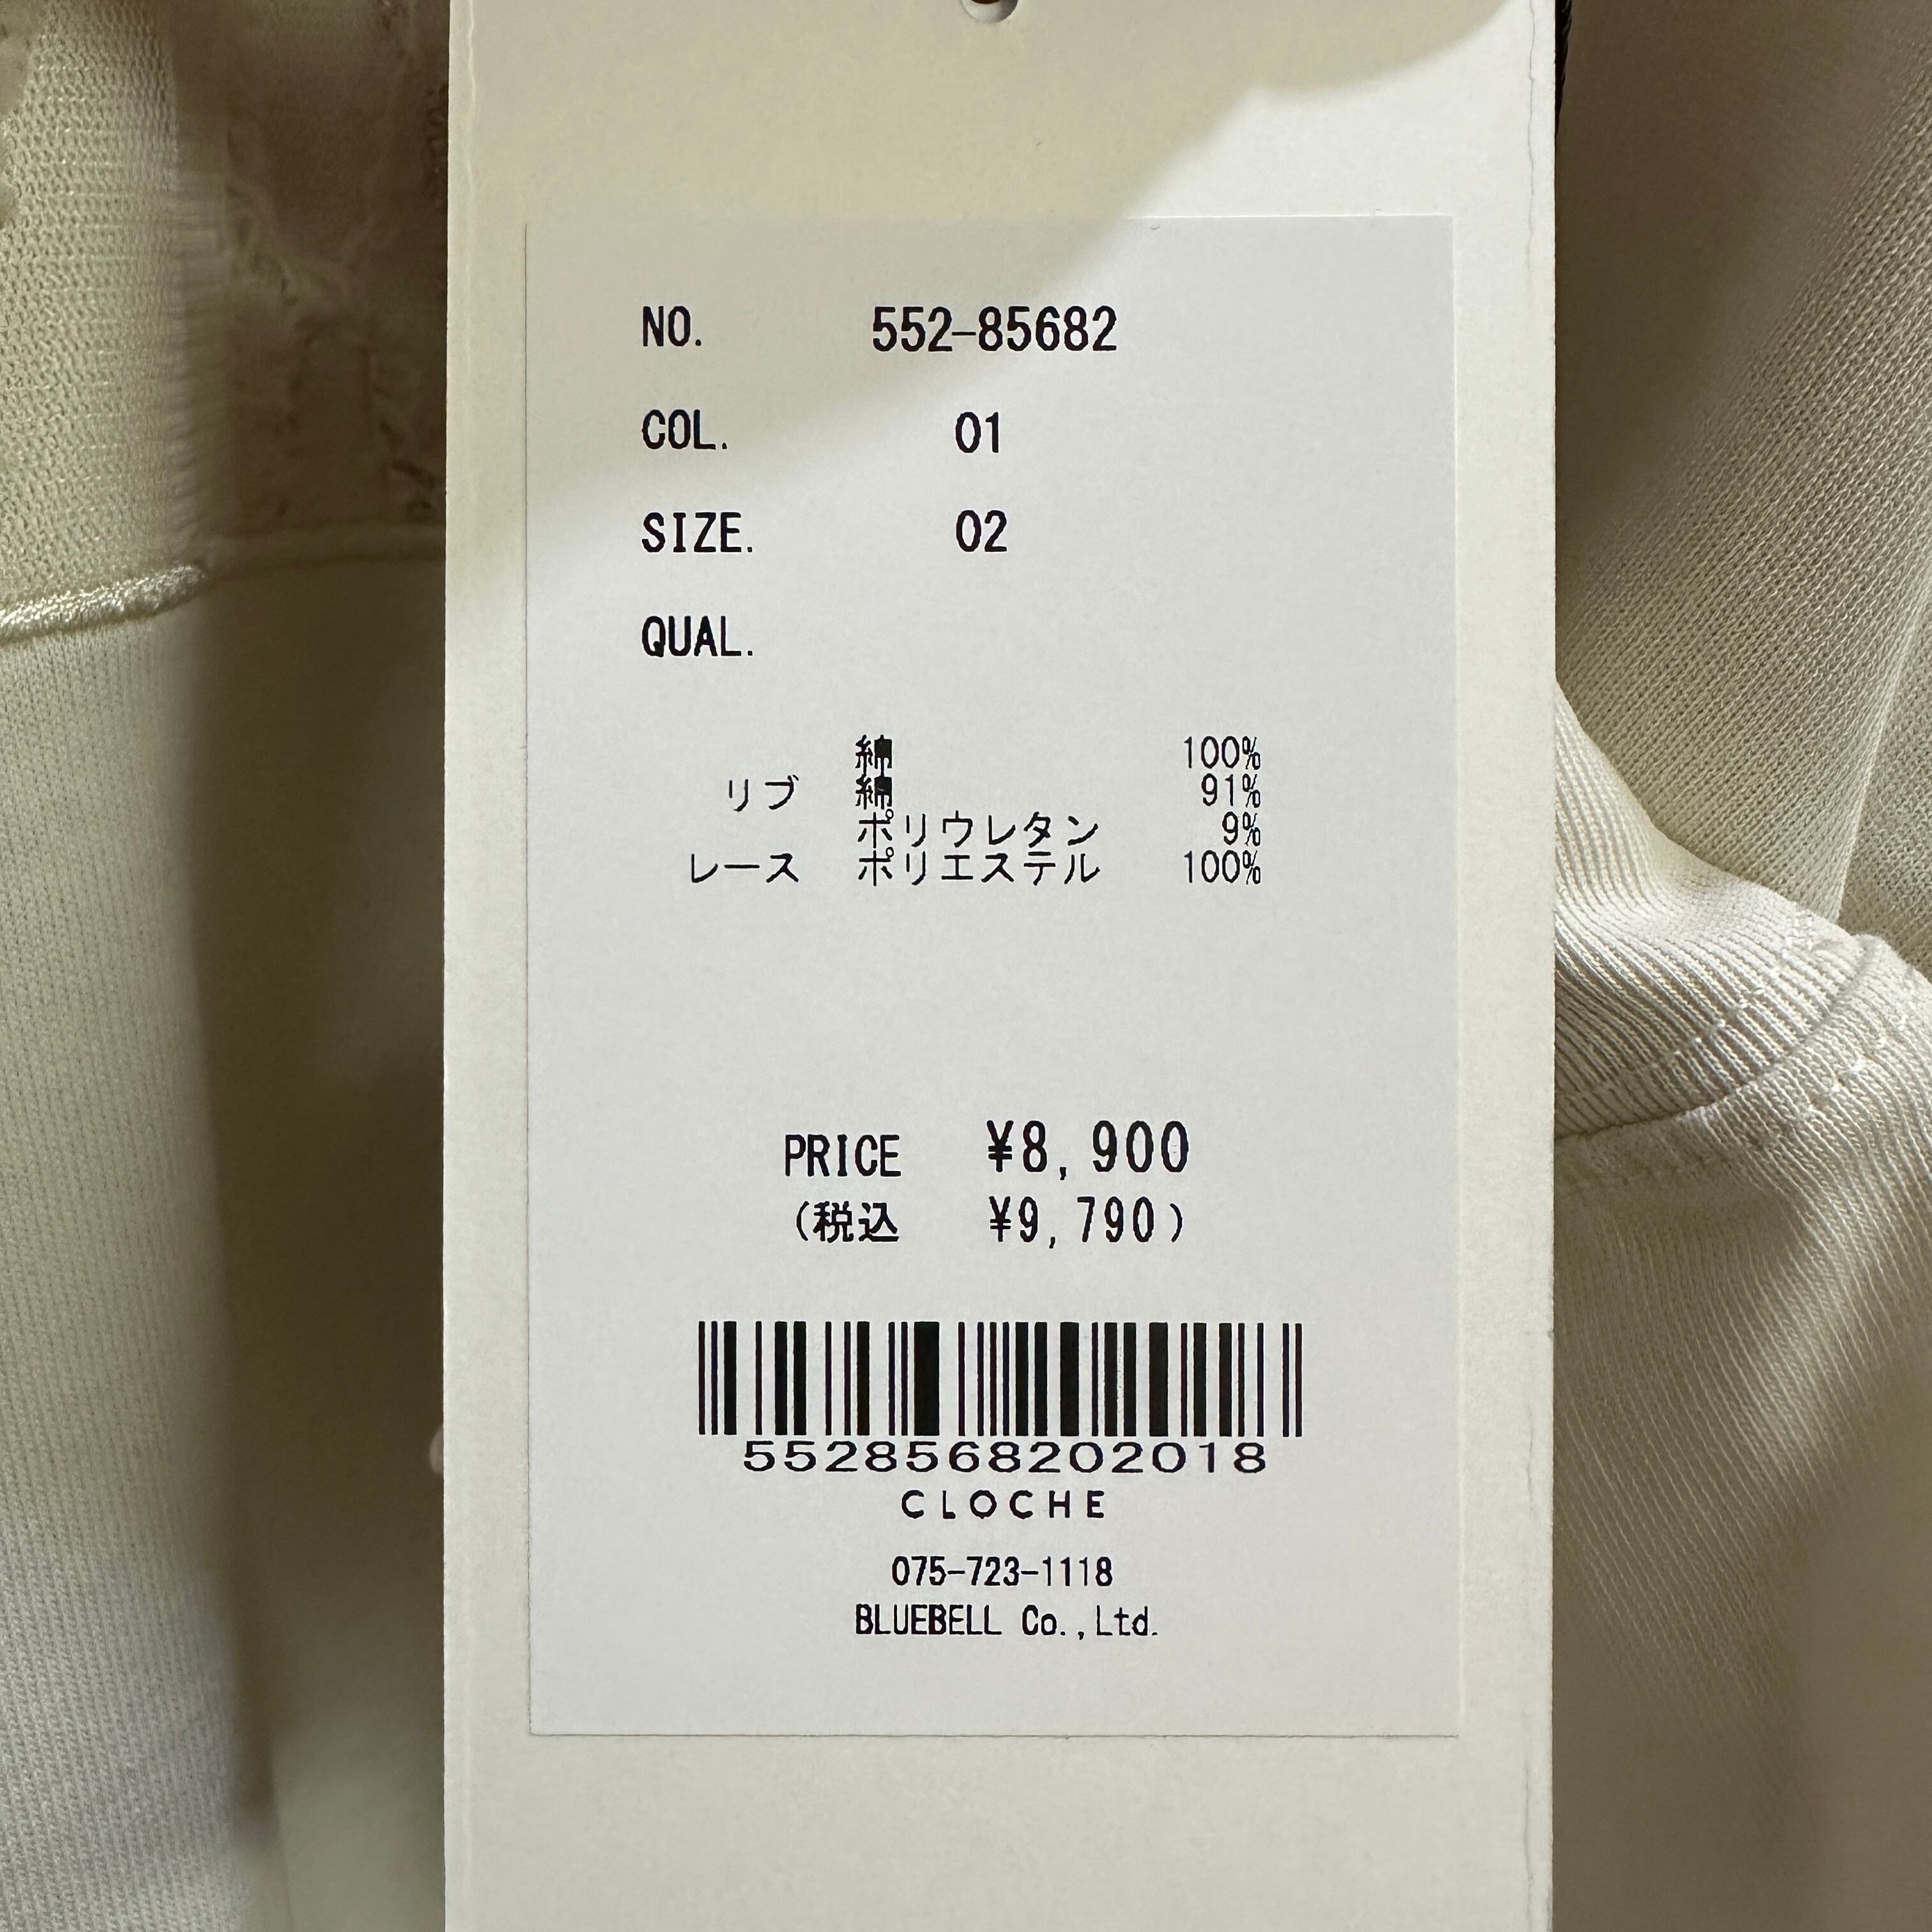 NO. 552-85682
COL. 01
SIZE. 02
QUAL.
綿 100%
リブ 綿 91%
ポリウレタン 9%
レース ポリエステル 100%
PRICE ¥8,900
(税込 ¥9,790)
5528568202018
CLOCHE
075-723-1118
BLUEBELL Co.,Ltd.